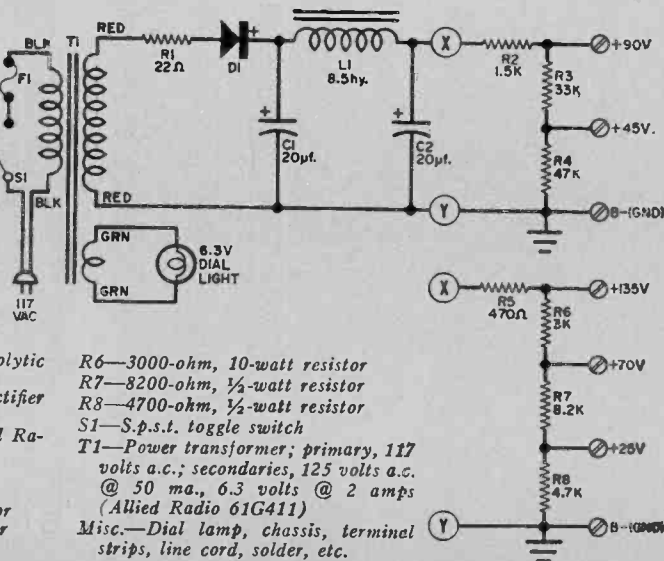 BLK
T1
F1
S1
BLK
117
VAC
RED
R1
22Ω
D1
+
L1
8.5hy.
X
R2
1.5K
+90V
R3
33K
+45V.
+
C1
20µf.
+
C2
20µf.
R4
47K
RED
Y
B-(GND)
GRN
GRN
6.3V
DIAL
LIGHT
X
R5
470Ω
+135V
R6
3K
+70V
R7
8.2K
+25V
R8
4.7K
Y
B-(GND)
olytic
ctifier
l Ra-
or
r
R6—3000-ohm, 10-watt resistor
R7—8200-ohm, ½-watt resistor
R8—4700-ohm, ½-watt resistor
S1—S.p.s.t. toggle switch
T1—Power transformer; primary, 117
volts a.c.; secondaries, 125 volts a.c.
@ 50 ma., 6.3 volts @ 2 amps
(Allied Radio 61G411)
Misc.—Dial lamp, chassis, terminal
strips, line cord, solder, etc.